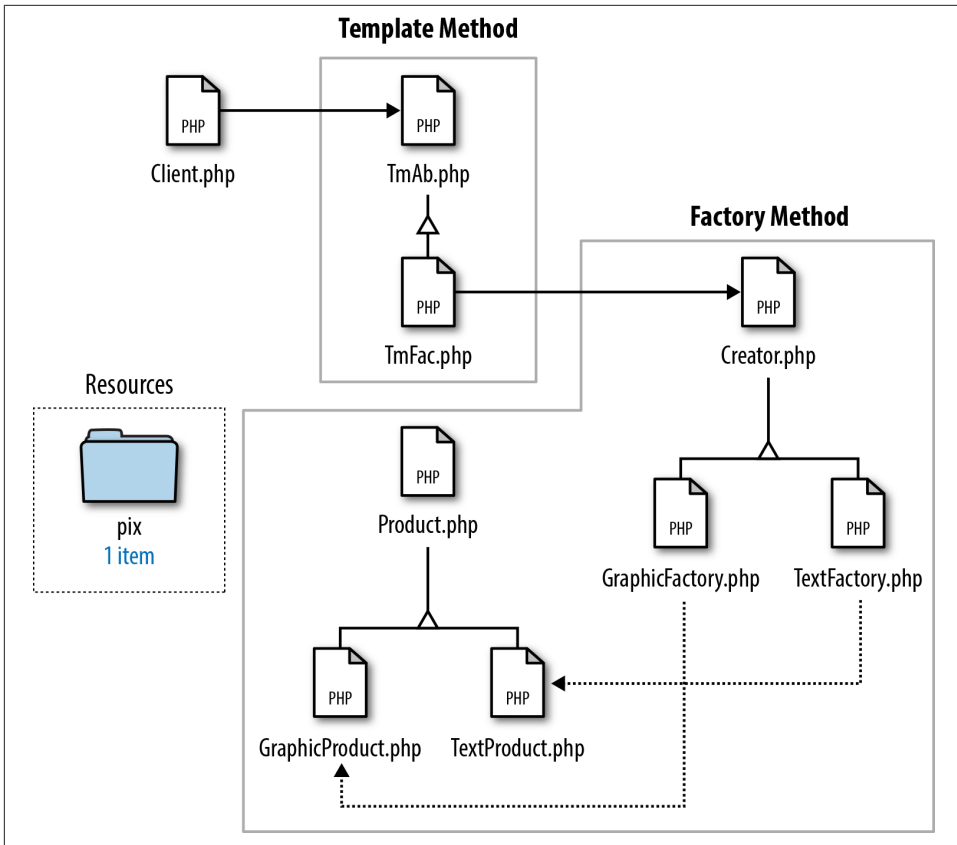 Template Method
PHP
PHP
Client.php
TmAb.php
Factory Method
PHP
PHP
TmFac.php
Creator.php
Resources
pix
1 item
PHP
Product.php
PHP
PHP
GraphicFactory.php
TextFactory.php
PHP
PHP
GraphicProduct.php
TextProduct.php